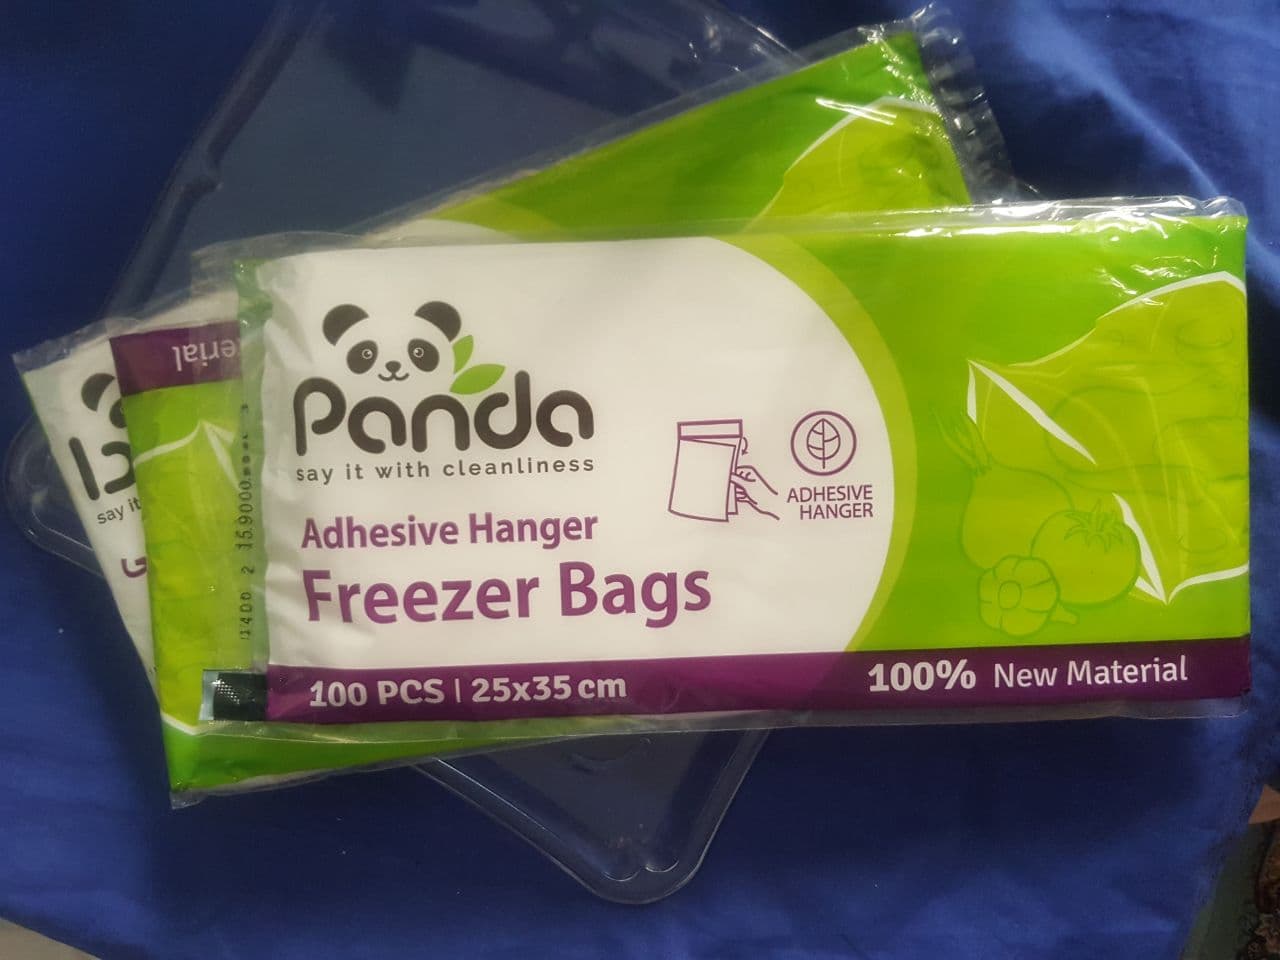 Panda
say it with cleanliness
Adhesive Hanger
Freezer Bags
ADHESIVE
HANGER
100 PCS | 25x35 cm
100% New Material
say it